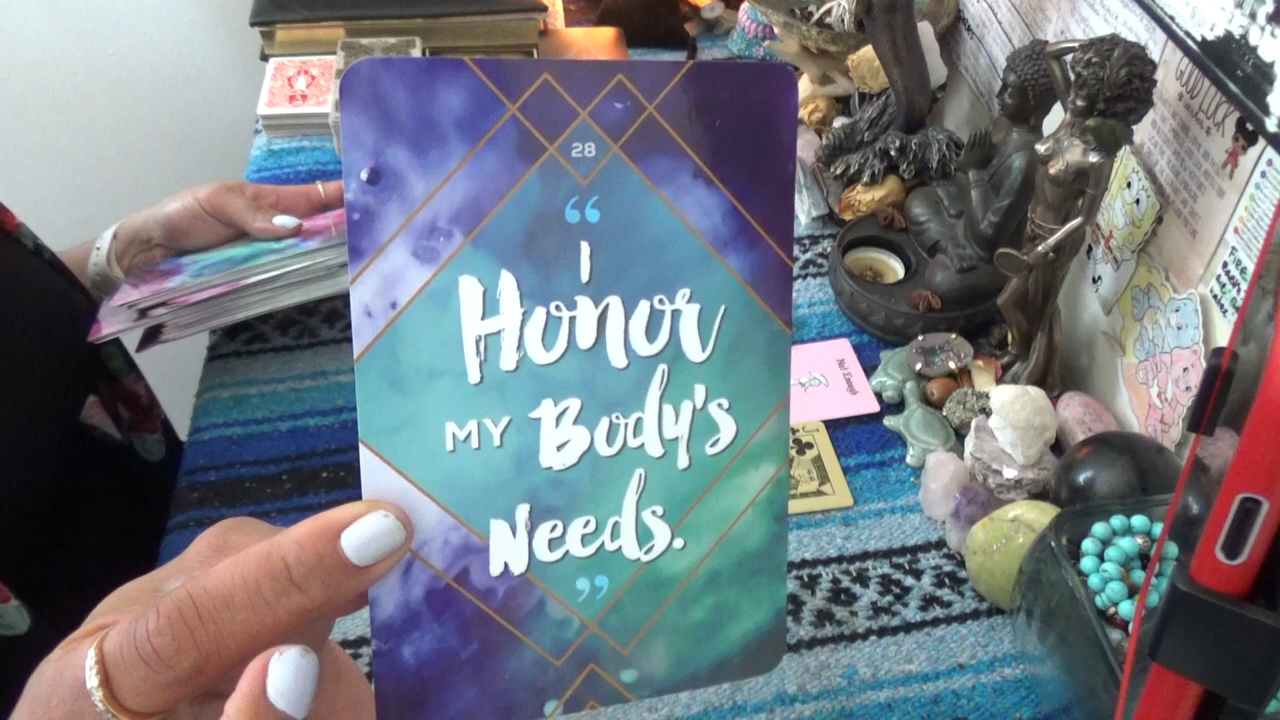 28
“
I
Honor
MY Body's
Needs.
”
Not Enough
J
GOOD LUCK